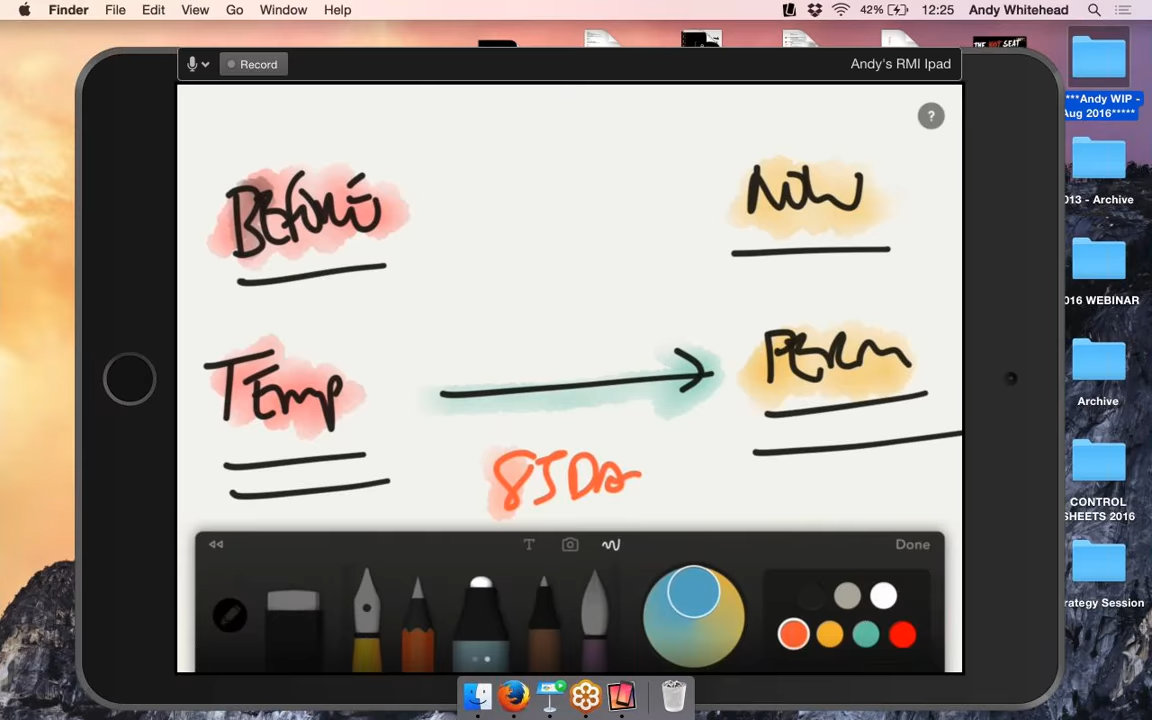 Finder File Edit View Go Window Help 42% 12:25 Andy Whitehead
THE HOT SEAT
Record Andy's RMI Ipad
***Andy WIP -
Aug 2016*****
?
BEFORE NOW
013 - Archive
016 WEBINAR
TEmp PERM
Archive
85DA
CONTROL
SHEETS 2016
T Done
rategy Session